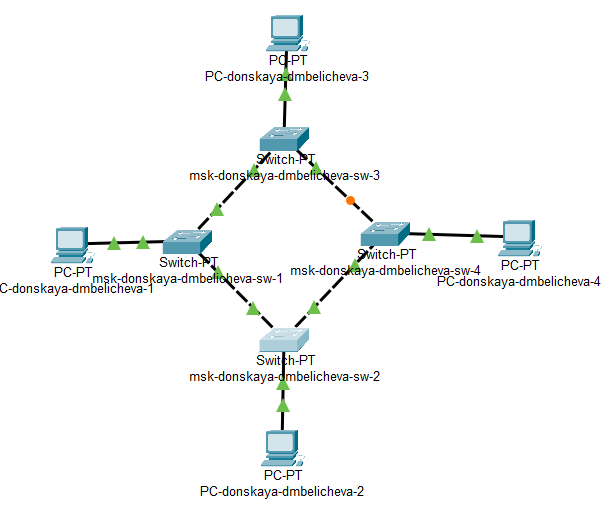 PC-PT
PC-donskaya-dmbelicheva-3
Switch-PT
msk-donskaya-dmbelicheva-sw-3
Switch-PT
msk-donskaya-dmbelicheva-sw-1
Switch-PT
msk-donskaya-dmbelicheva-sw-4
PC-PT
C-donskaya-dmbelicheva-1
PC-PT
PC-donskaya-dmbelicheva-4
Switch-PT
msk-donskaya-dmbelicheva-sw-2
PC-PT
PC-donskaya-dmbelicheva-2